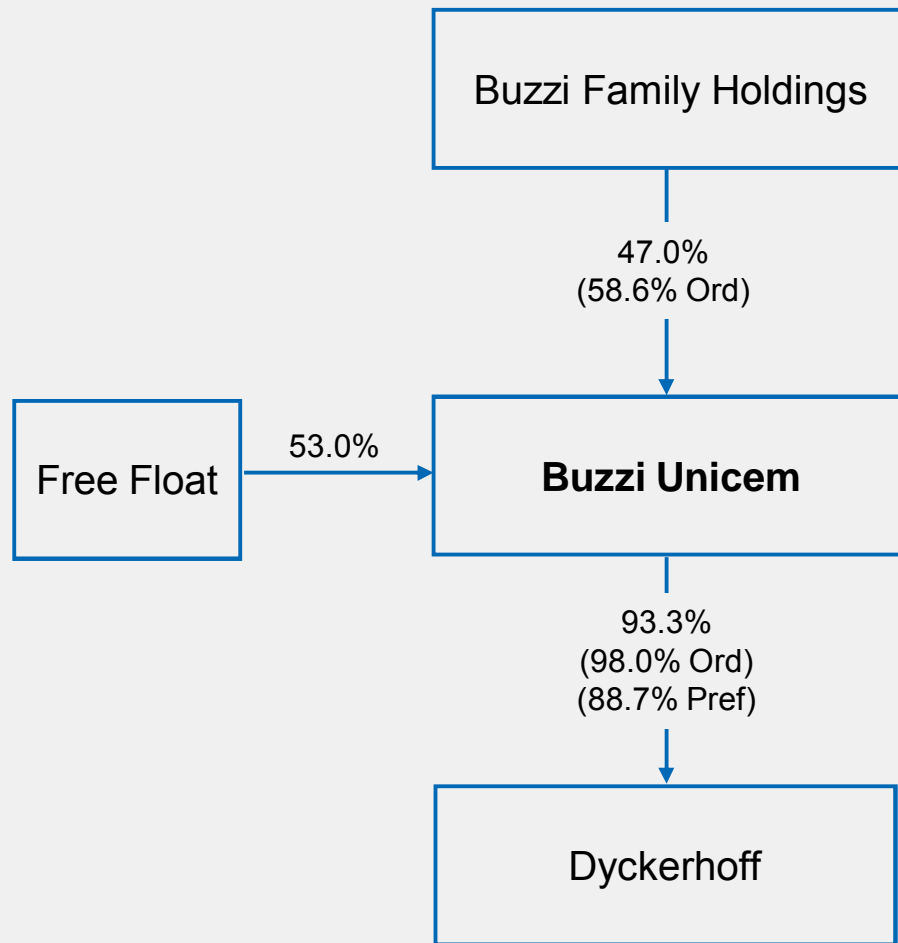 Buzzi Family Holdings
47.0%
(58.6% Ord)
Free Float
53.0%
Buzzi Unicem
93.3%
(98.0% Ord)
(88.7% Pref)
Dyckerhoff